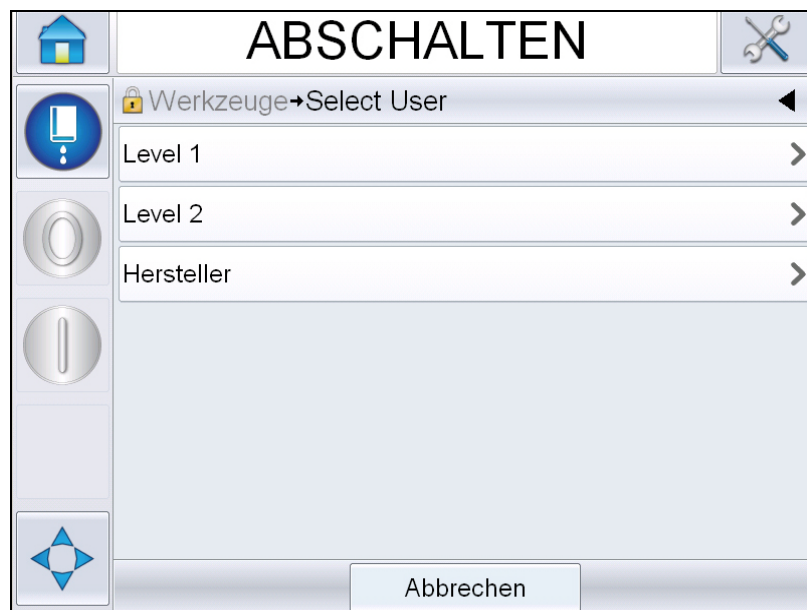 ABSCHALTEN
Werkzeuge→Select User
Level 1
Level 2
Hersteller
Abbrechen